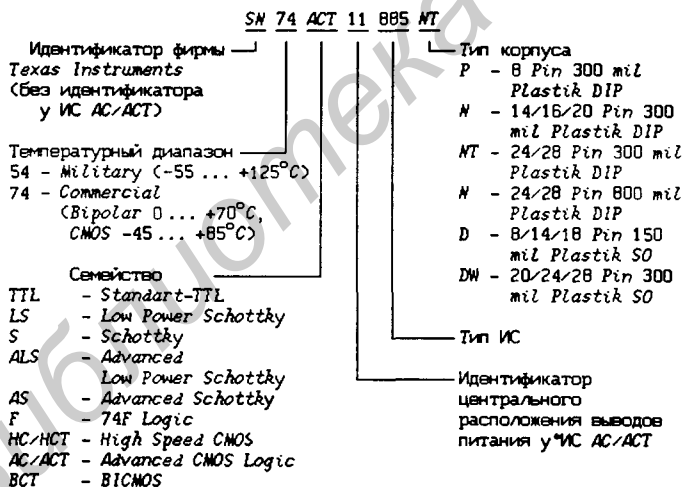 SN 74 ACT 11 885 NT
Идентификатор фирмы
Texas Instruments
(без идентификатора
у ИС AC/ACT)
Температурный диапазон
54 - Military (-55 ... +125°C)
74 - Commercial
(Bipolar 0 ... +70°C,
CMOS -45 ... +85°C)
Семейство
TTL - Standart-TTL
LS - Low Power Schottky
S - Schottky
ALS - Advanced
Low Power Schottky
AS - Advanced Schottky
F - 74F Logic
HC/HCT - High Speed CMOS
AC/ACT - Advanced CMOS Logic
BCT - BICMOS
Тип корпуса
P - 8 Pin 300 mil
Plastik DIP
N - 14/16/20 Pin 300
mil Plastik DIP
NT - 24/28 Pin 300 mil
Plastik DIP
N - 24/28 Pin 600 mil
Plastik DIP
D - 8/14/18 Pin 150
mil Plastik SO
DW - 20/24/28 Pin 300
mil Plastik SO
Тип ИС
Идентификатор
центрального
расположения выводов
питания у ИС AC/ACT